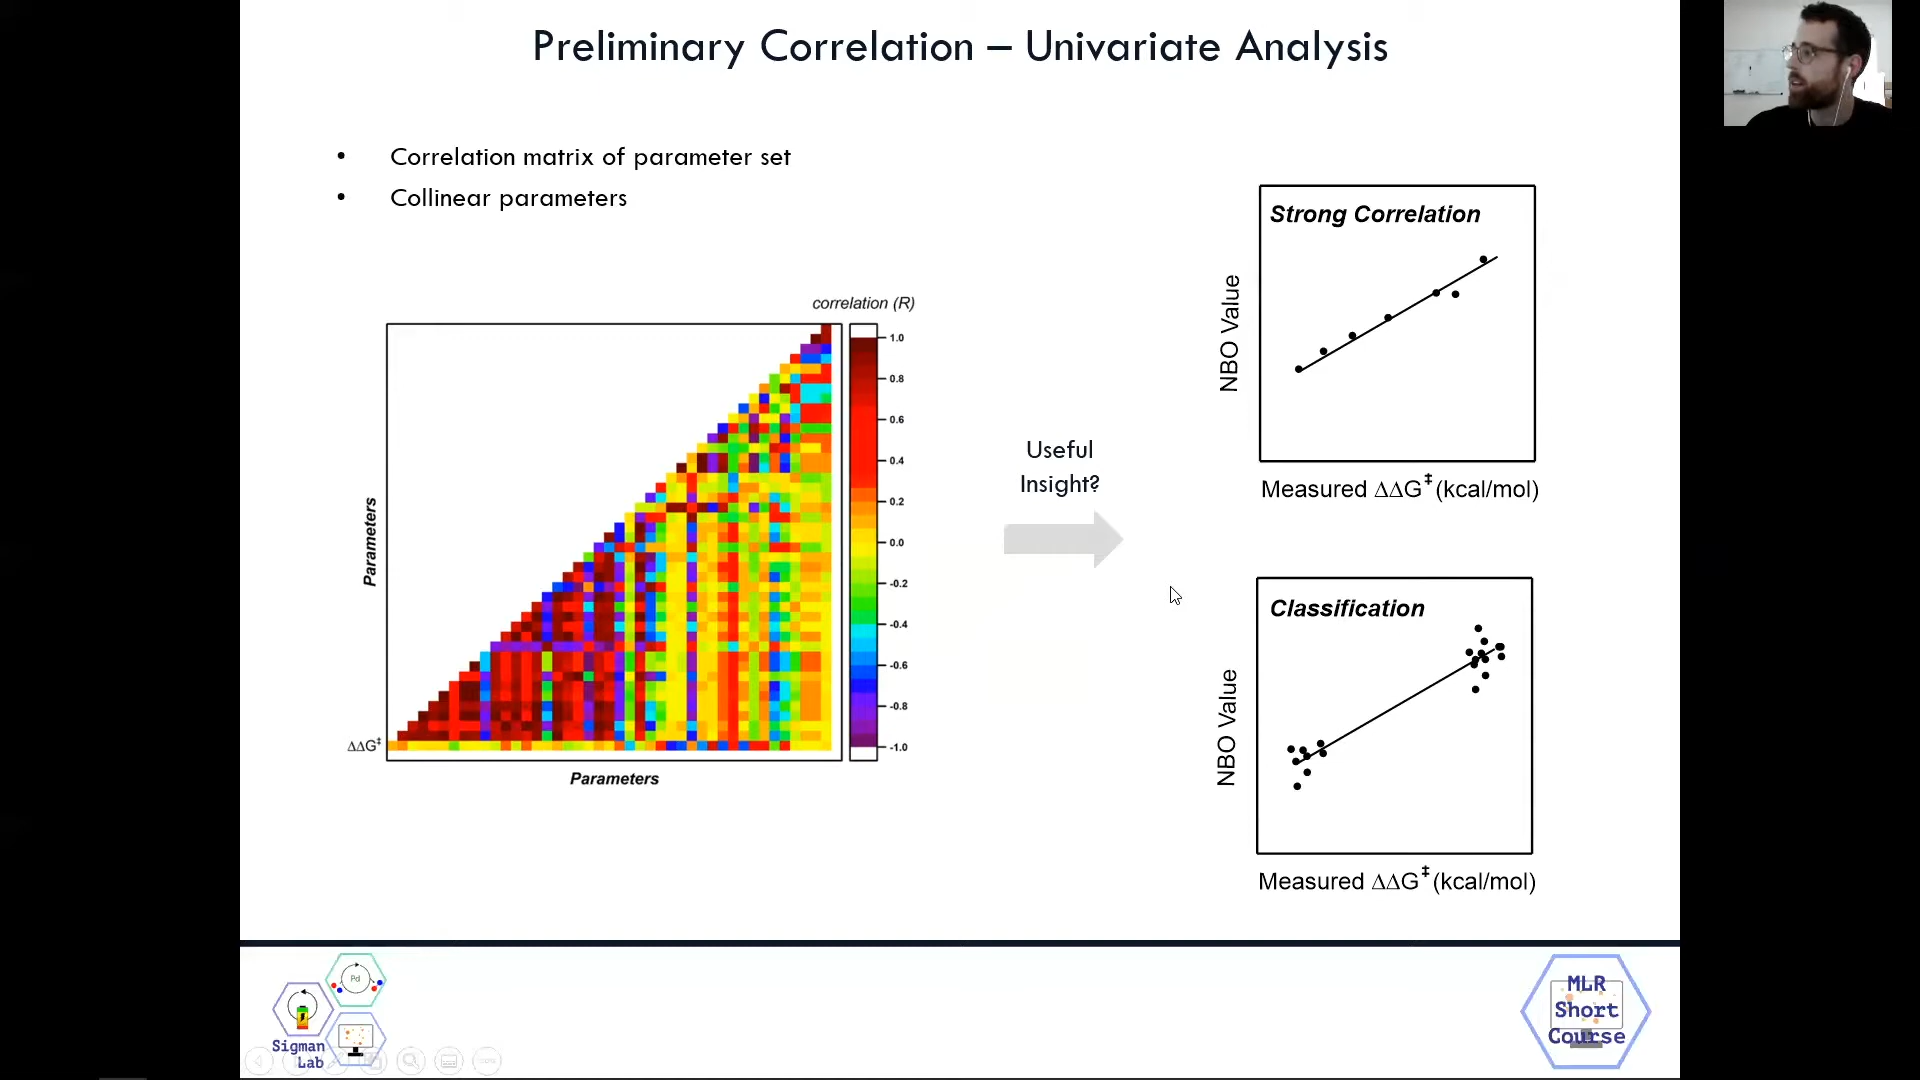 Preliminary Correlation – Univariate Analysis
• Correlation matrix of parameter set
• Collinear parameters
correlation (R)
1.0
0.8
0.6
0.4
0.2
0.0
-0.2
-0.4
-0.6
-0.8
-1.0
Parameters
ΔΔG‡
Parameters
Useful
Insight?
Strong Correlation
NBO Value
Measured ΔΔG‡(kcal/mol)
Classification
NBO Value
Measured ΔΔG‡(kcal/mol)
Pd
Sigman
Lab
MLR
Short
Course